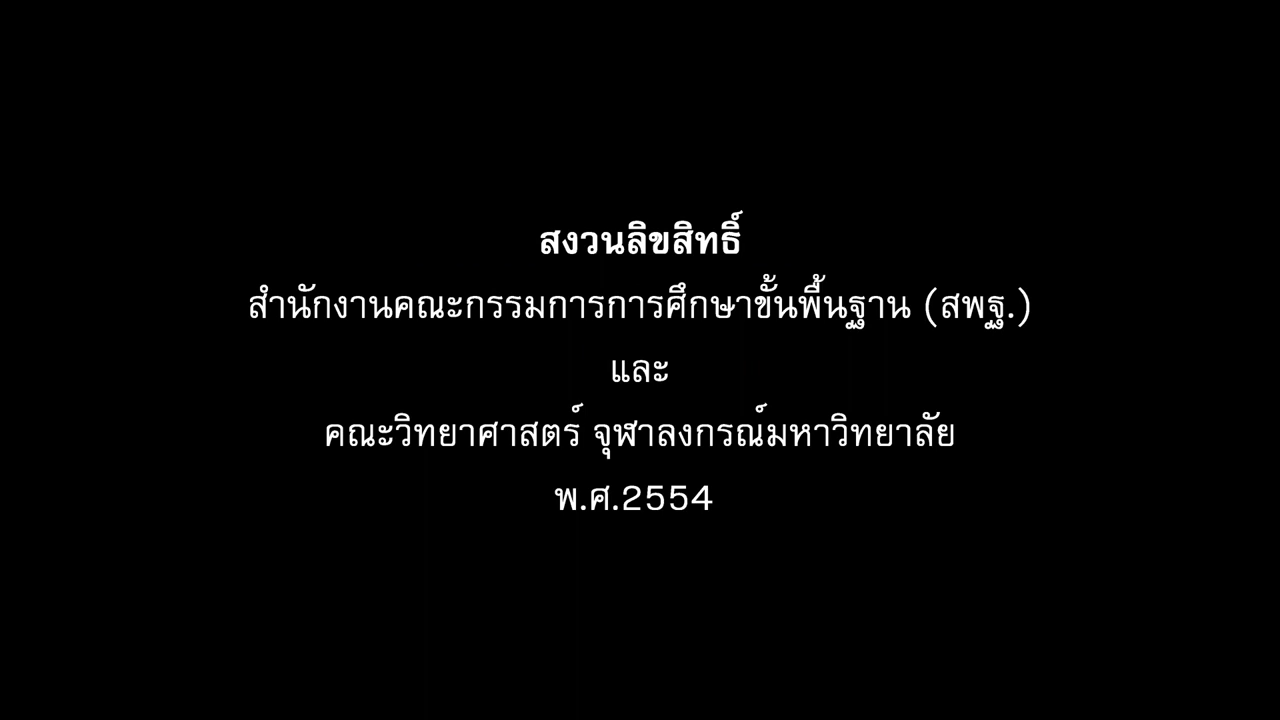 สงวนลิขสิทธิ์
สำนักงานคณะกรรมการการศึกษาขั้นพื้นฐาน (สพฐ.)
และ
คณะวิทยาศาสตร์ จุฬาลงกรณ์มหาวิทยาลัย
พ.ศ.2554